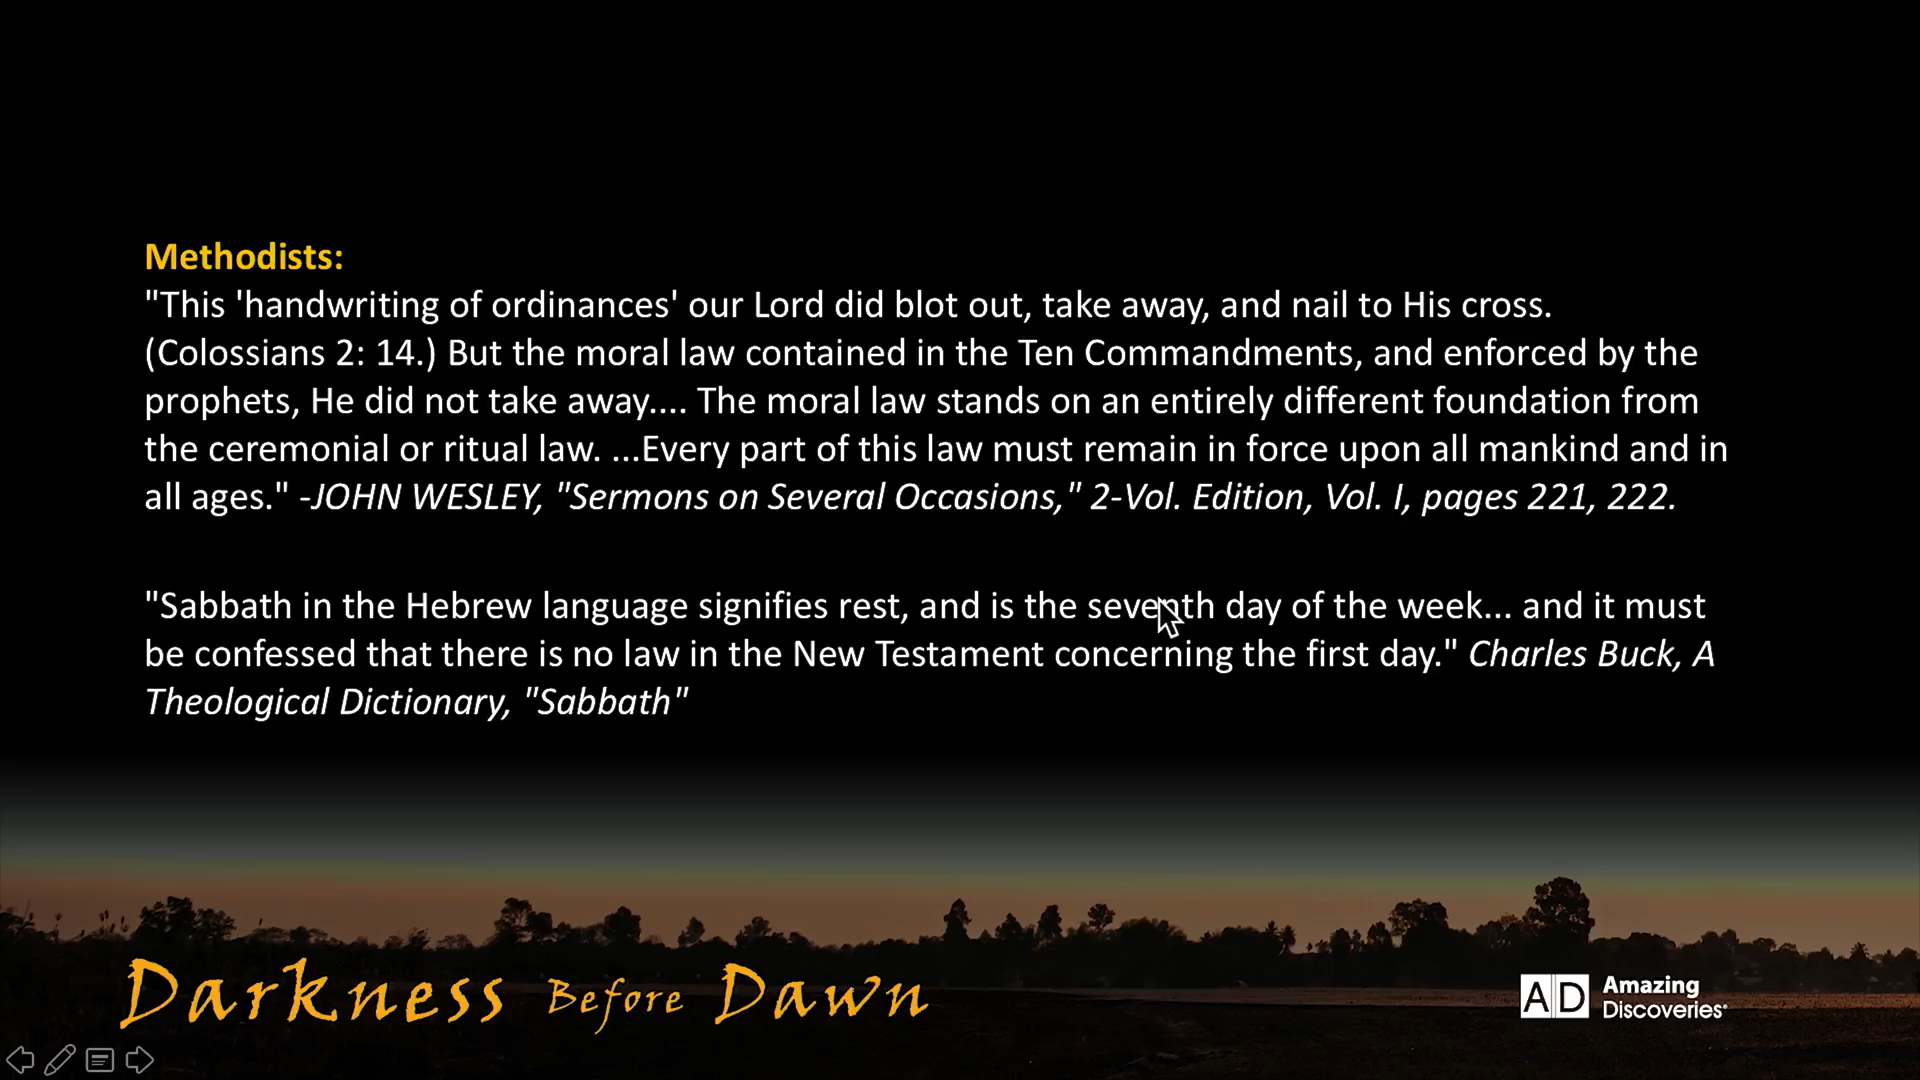 Methodists:
"This 'handwriting of ordinances' our Lord did blot out, take away, and nail to His cross.
(Colossians 2: 14.) But the moral law contained in the Ten Commandments, and enforced by the
prophets, He did not take away.... The moral law stands on an entirely different foundation from
the ceremonial or ritual law. ...Every part of this law must remain in force upon all mankind and in
all ages." -JOHN WESLEY, "Sermons on Several Occasions," 2-Vol. Edition, Vol. I, pages 221, 222.
"Sabbath in the Hebrew language signifies rest, and is the seventh day of the week... and it must
be confessed that there is no law in the New Testament concerning the first day." Charles Buck, A
Theological Dictionary, "Sabbath"
Darkness Before Dawn
AD Amazing
Discoveries